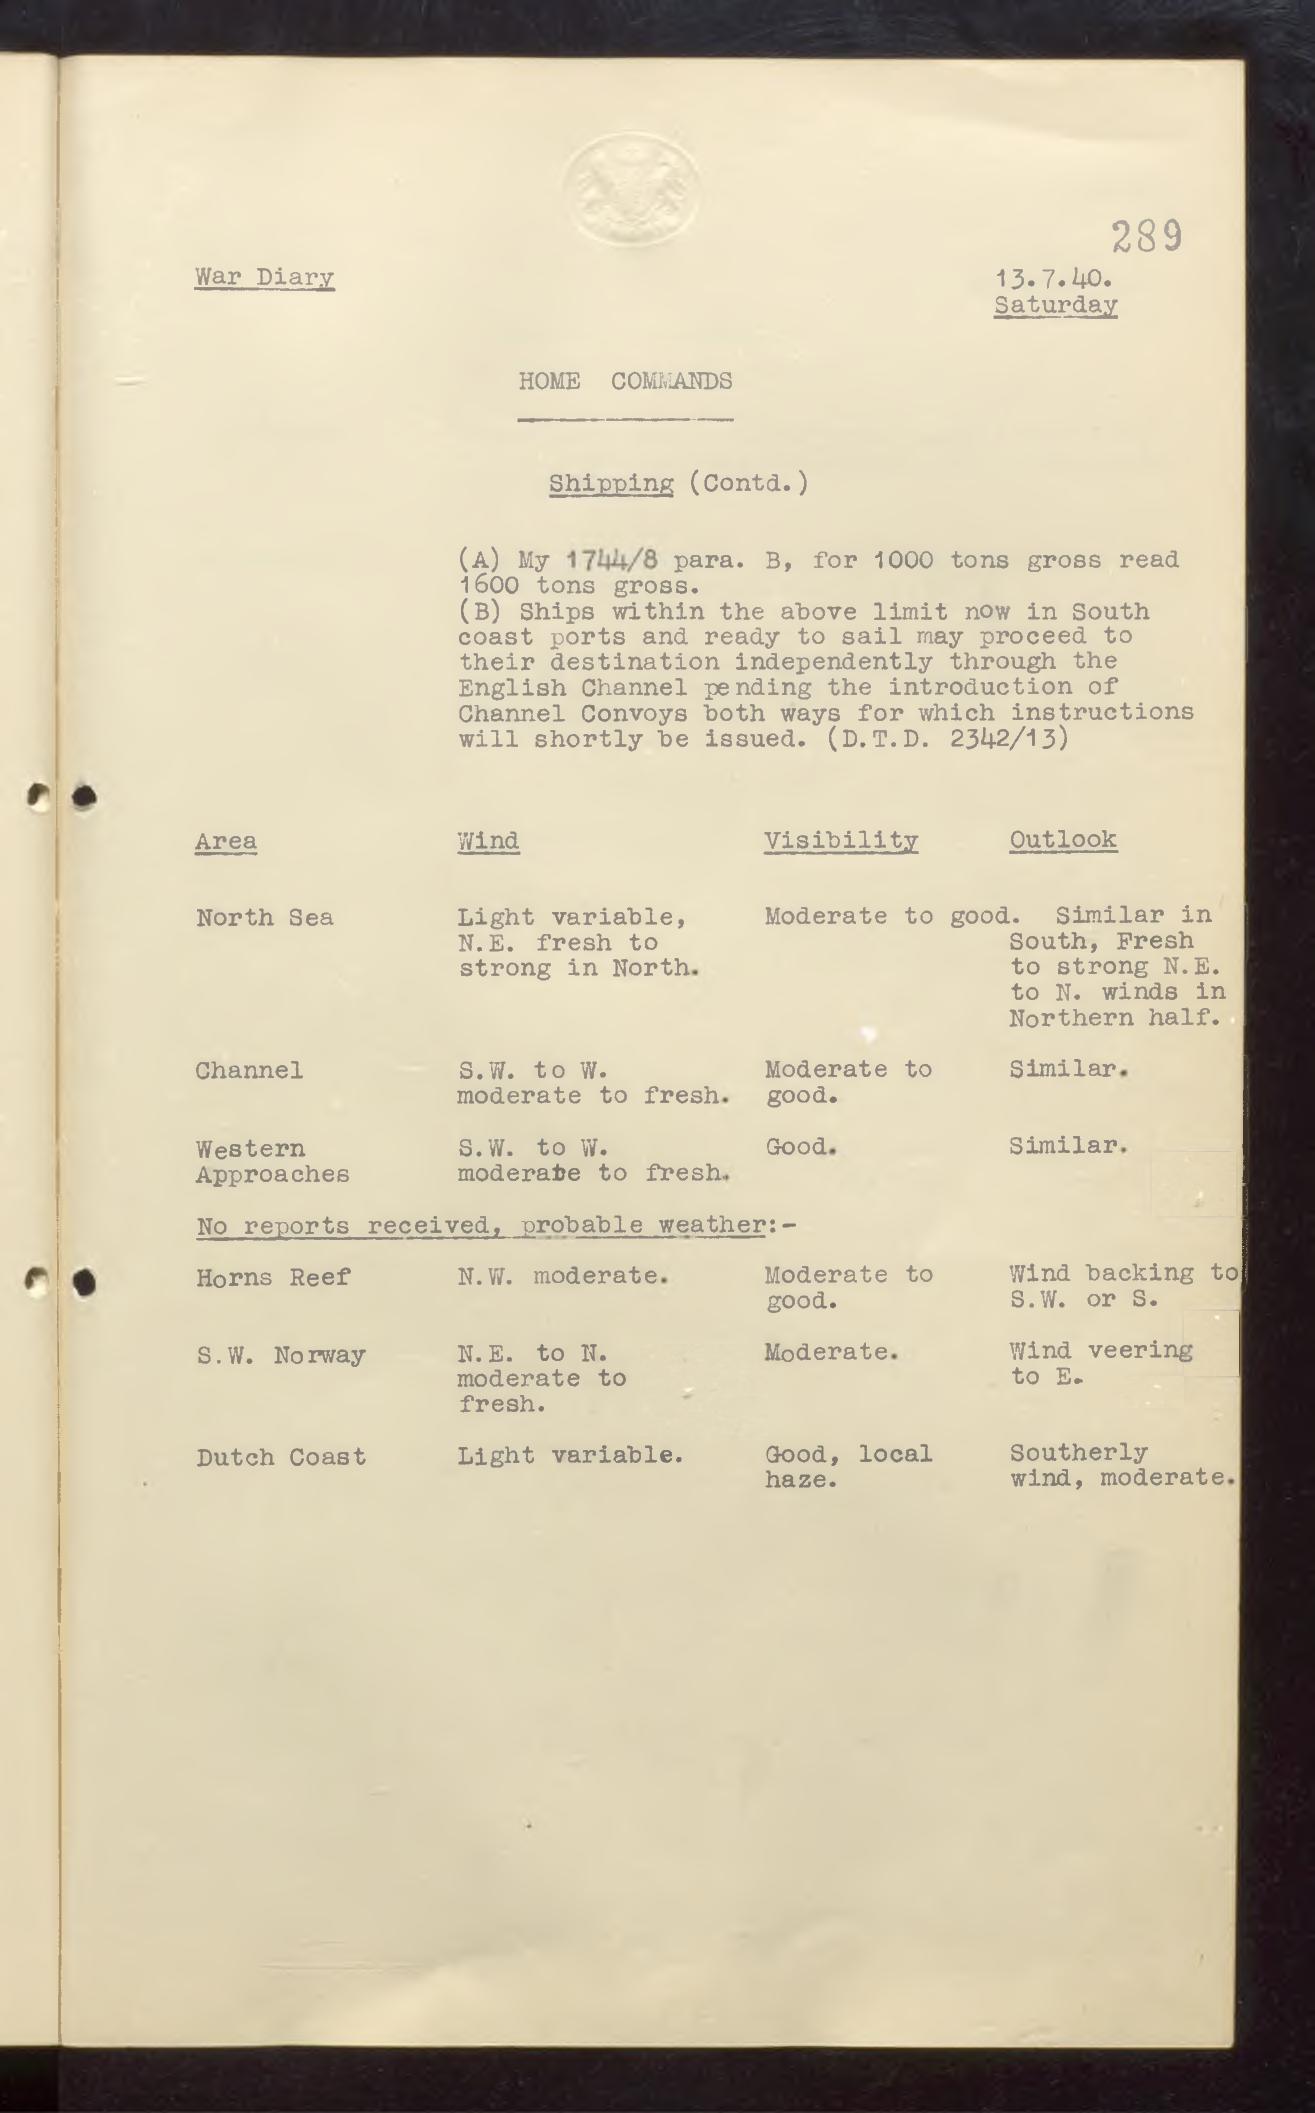 289
War Diary 13.7.40.
Saturday
HOME COMMANDS
Shipping (Contd.)
(A) My 1744/8 para. B, for 1000 tons gross read
1600 tons gross.
(B) Ships within the above limit now in South
coast ports and ready to sail may proceed to
their destination independently through the
English Channel pending the introduction of
Channel Convoys both ways for which instructions
will shortly be issued. (D.T.D. 2342/13)
Area Wind Visibility Outlook
North Sea Light variable, Moderate to good. Similar in
N.E. fresh to South, Fresh
strong in North. to strong N.E.
to N. winds in
Northern half.
Channel S.W. to W. Moderate to Similar.
moderate to fresh. good.
Western S.W. to W. Good. Similar.
Approaches moderate to fresh.
No reports received, probable weather:-
Horns Reef N.W. moderate. Moderate to Wind backing to
good. S.W. or S.
S.W. Norway N.E. to N. Moderate. Wind veering
moderate to to E.
fresh.
Dutch Coast Light variable. Good, local Southerly
haze. wind, moderate.